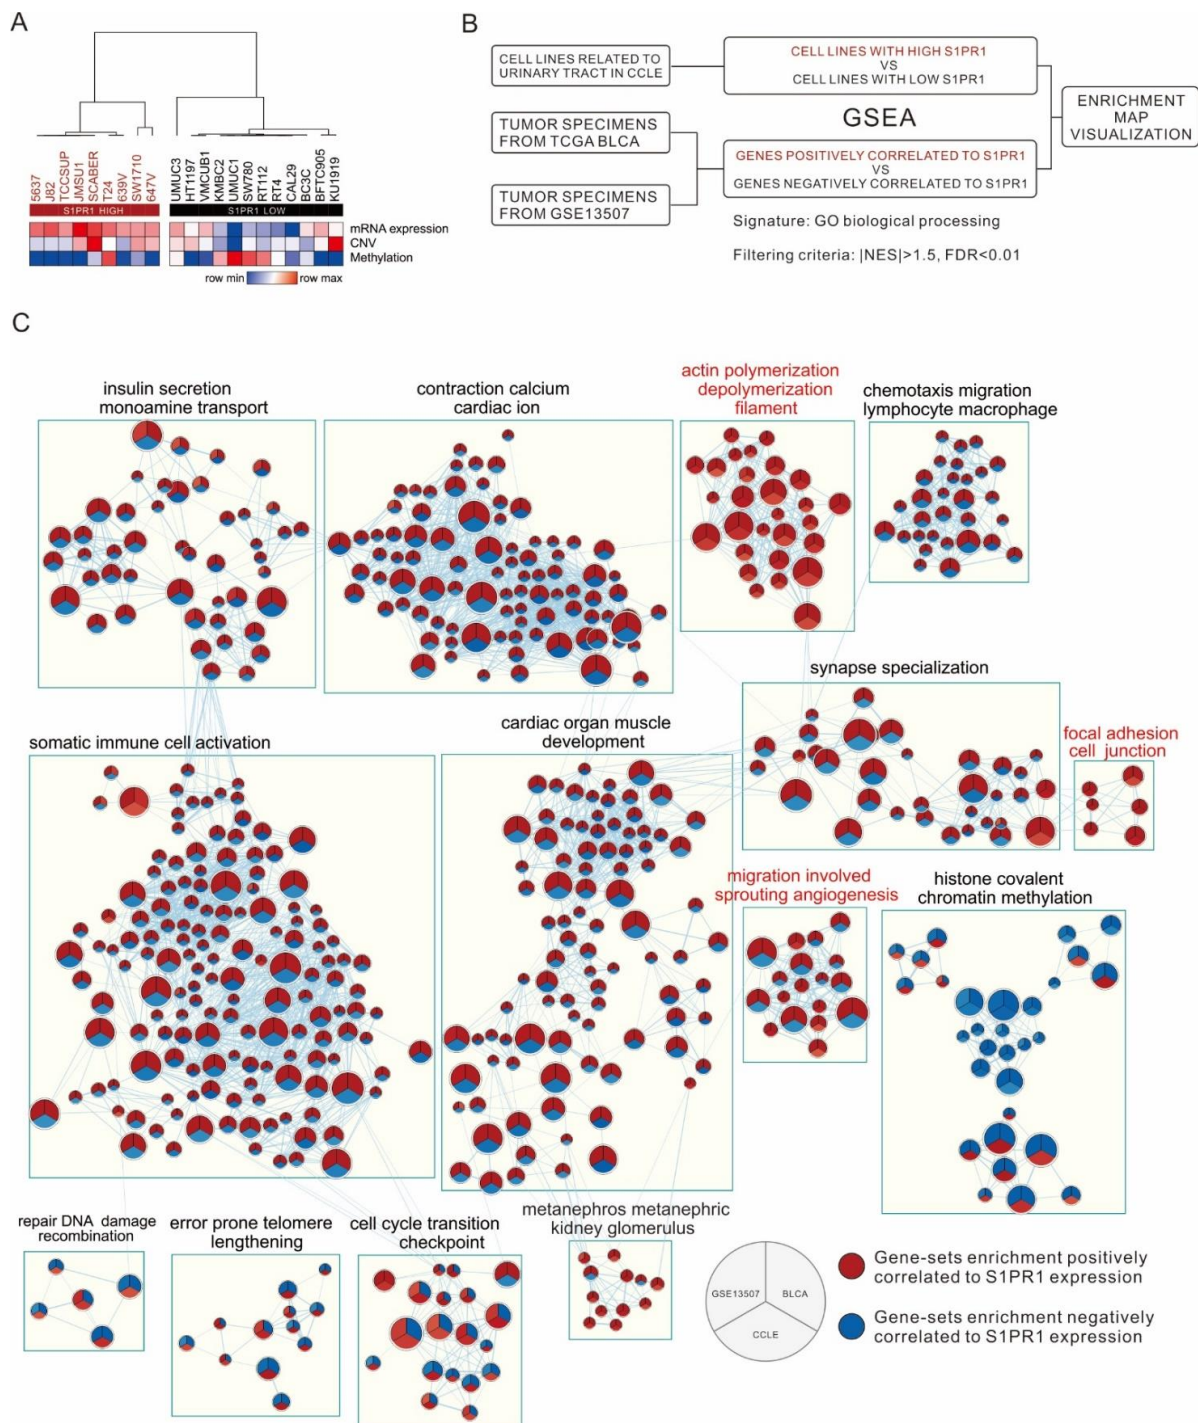 A
5637
J82
TCCSUP
JMSU1
SCABER
T24
639V
SW1710
647V
UMUC3
HT1197
VMCUB1
KMBC2
UMUC1
SW780
RT112
RT4
CAL29
BC3C
BFTC905
KU1919
S1PR1 HIGH
S1PR1 LOW
mRNA expression
CNV
Methylation
row min
row max
B
CELL LINES RELATED TO
URINARY TRACT IN CCLE
CELL LINES WITH HIGH S1PR1
VS
CELL LINES WITH LOW S1PR1
GSEA
TUMOR SPECIMENS
FROM TCGA BLCA
TUMOR SPECIMENS
FROM GSE13507
GENES POSITIVELY CORRELATED TO S1PR1
VS
GENES NEGATIVELY CORRELATED TO S1PR1
ENRICHMENT
MAP
VISUALIZATION
Signature: GO biological processing
Filtering criteria: |NES|>1.5, FDR<0.01
C
insulin secretion
monoamine transport
contraction calcium
cardiac ion
actin polymerization
depolymerization
filament
chemotaxis migration
lymphocyte macrophage
somatic immune cell activation
cardiac organ muscle
development
synapse specialization
focal adhesion
cell junction
migration involved
sprouting angiogenesis
histone covalent
chromatin methylation
repair DNA damage
recombination
error prone telomere
lengthening
cell cycle transition
checkpoint
metanephros metanephric
kidney glomerulus
GSE13507
BLCA
CCLE
Gene-sets enrichment positively
correlated to S1PR1 expression
Gene-sets enrichment negatively
correlated to S1PR1 expression